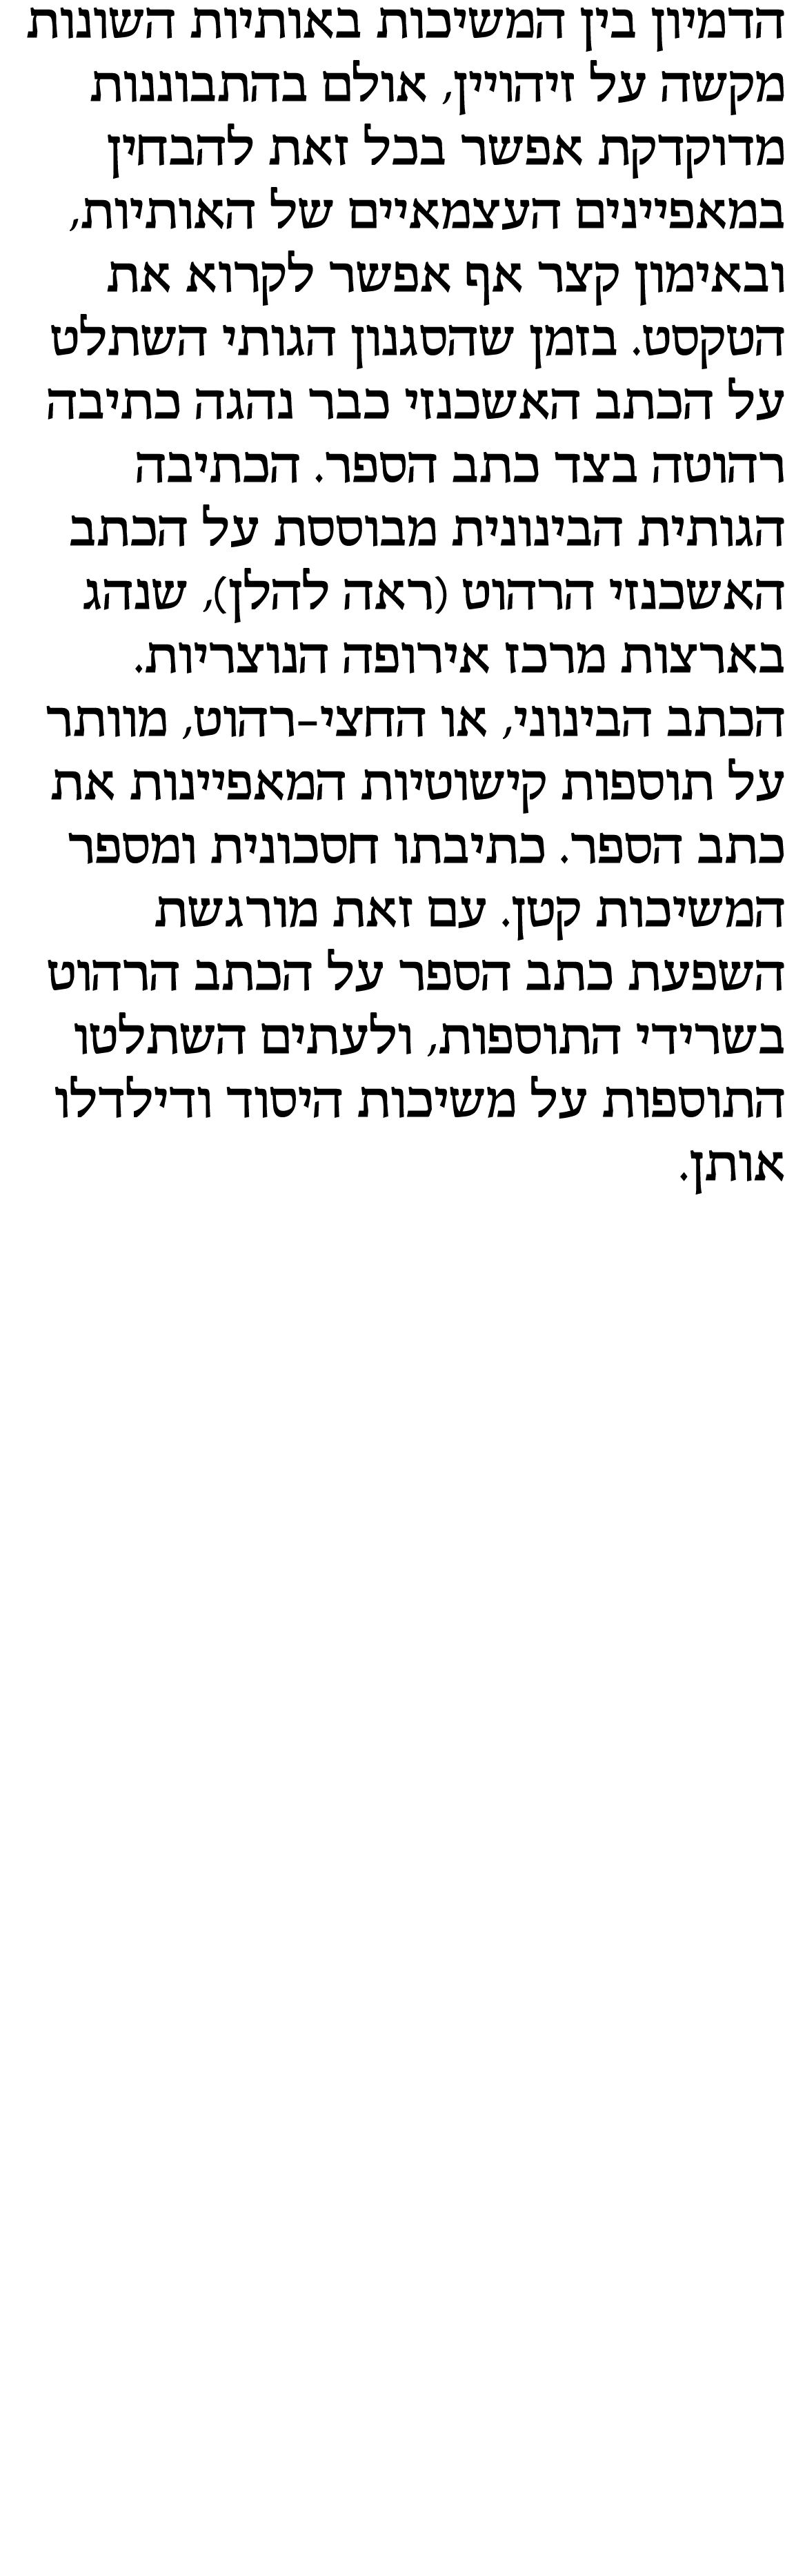 הדמיון בין המשיכות באותיות השונות
מקשה על זיהויין, אולם בהתבוננות
מדוקדקת אפשר בכל זאת להבחין
במאפיינים העצמאיים של האותיות,
ובאימון קצר אף אפשר לקרוא את
הטקסט. בזמן שהסגנון הגותי השתלט
על הכתב האשכנזי כבר נהגה כתיבה
רהוטה בצד כתב הספר. הכתיבה
הגותית הבינונית מבוססת על הכתב
האשכנזי הרהוט (ראה להלן), שנהג
בארצות מרכז אירופה הנוצריות.
הכתב הבינוני, או החצי-רהוט, מוותר
על תוספות קישוטיות המאפיינות את
כתב הספר. כתיבתו חסכונית ומספר
המשיכות קטן. עם זאת מורגשת
השפעת כתב הספר על הכתב הרהוט
בשרידי התוספות, ולעתים השתלטו
התוספות על משיכות היסוד ודילדלו
אותן.